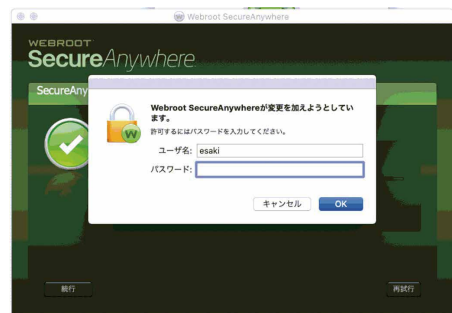 Webroot SecureAnywhere
WEBROOT
SecureAnywhere
SecureAny
Webroot SecureAnywhereが変更を加えようとしてい
ます。
許可するにはパスワードを入力してください。
ユーザ名: esaki
パスワード:
キャンセル OK
続行 再試行